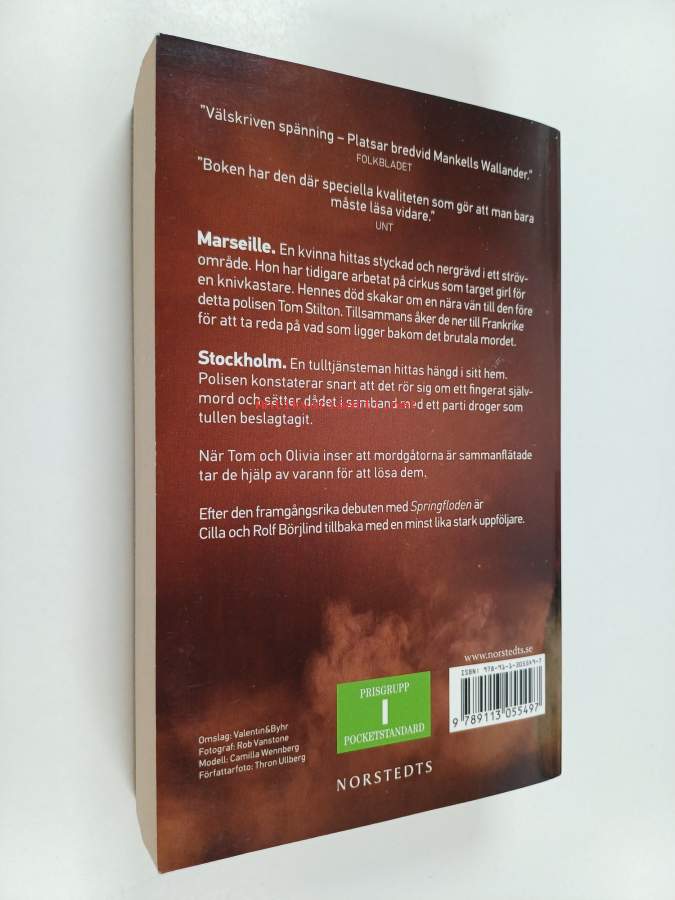 "Välskriven spänning – Platsar bredvid Mankells Wallander."
FOLKBLADET
"Boken har den där speciella kvaliteten som gör att man bara
måste läsa vidare."
UNT
Marseille. En kvinna hittas styckad och nergrävd i ett ströv-
område. Hon har tidigare arbetat på cirkus som target girl för
en knivkastare. Hennes död skakar om en nära vän till den före
detta polisen Tom Stilton. Tillsammans åker de ner till Frankrike
för att ta reda på vad som ligger bakom det brutala mordet.
Stockholm. En tulltjänsteman hittas hängd i sitt hem.
Polisen konstaterar snart att det rör sig om ett fingerat själv-
mord och sätter dådet i samband med ett parti droger som
tullen beslagtagit.
När Tom och Olivia inser att mordgåtorna är sammanflätade
tar de hjälp av varann för att lösa dem.
Efter den framgångsrika debuten med Springfloden är
Cilla och Rolf Börjlind tillbaka med en minst lika stark uppföljare.
www.norstedts.se
ISBN: 978-91-1-305549-7
9 789113 055497
PRISGRUPP
I
POCKETSTANDARD
Omslag: Valentin&Byhr
Fotograf: Rob Vanstone
Modell: Camilla Wennberg
Författarfoto: Thron Ullberg
NORSTEDTS